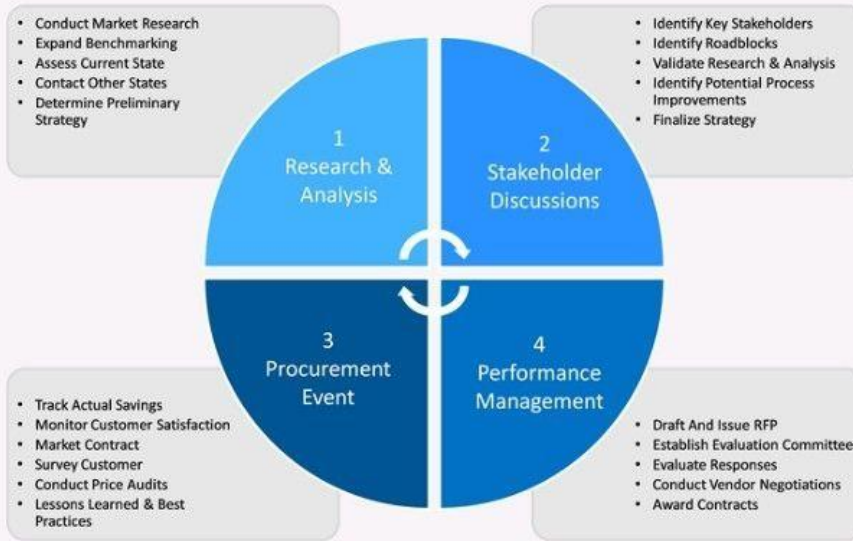 • Conduct Market Research
• Expand Benchmarking
• Assess Current State
• Contact Other States
• Determine Preliminary
Strategy
• Identify Key Stakeholders
• Identify Roadblocks
• Validate Research & Analysis
• Identify Potential Process
Improvements
• Finalize Strategy
1
Research &
Analysis
2
Stakeholder
Discussions
3
Procurement
Event
4
Performance
Management
• Track Actual Savings
• Monitor Customer Satisfaction
• Market Contract
• Survey Customer
• Conduct Price Audits
• Lessons Learned & Best
Practices
• Draft And Issue RFP
• Establish Evaluation Committee
• Evaluate Responses
• Conduct Vendor Negotiations
• Award Contracts